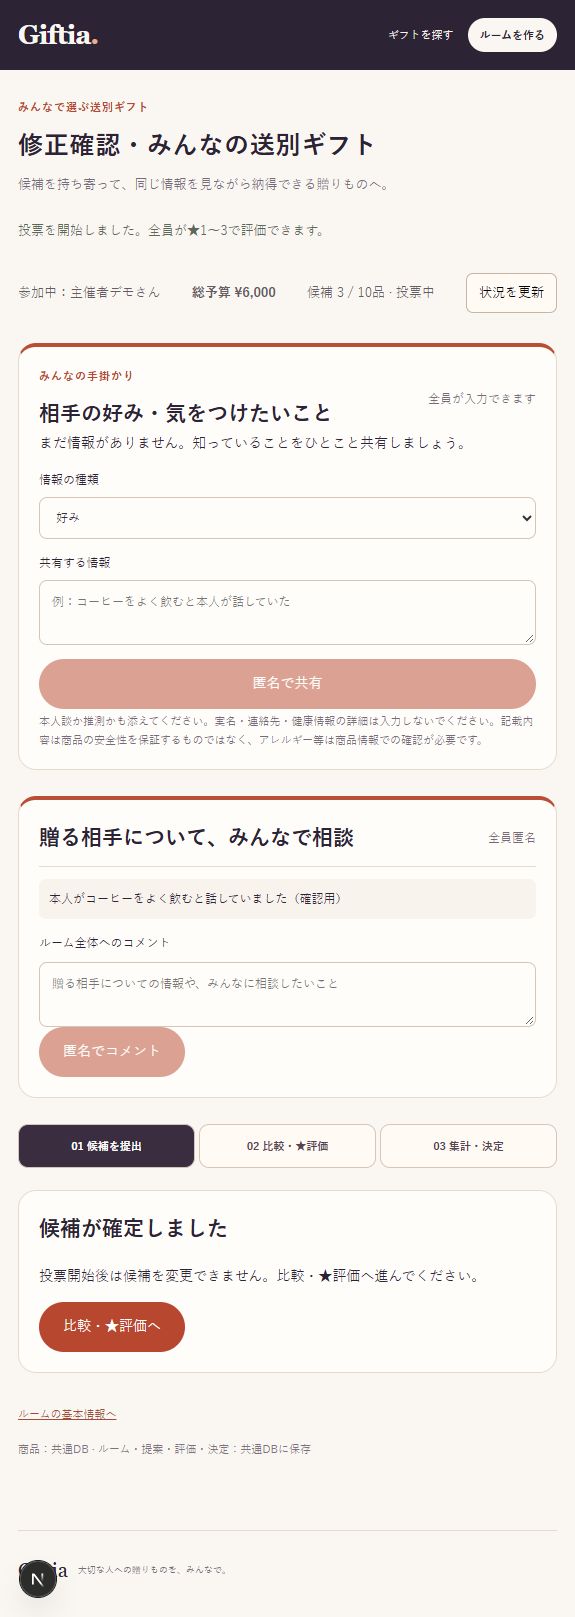 Giftia.
ギフトを探す
ルームを作る
みんなで選ぶ送別ギフト
修正確認・みんなの送別ギフト
候補を持ち寄って、同じ情報を見ながら納得できる贈りものへ。
投票を開始しました。全員が★1〜3で評価できます。
参加中：主催者デモさん
総予算 ¥6,000
候補 3 / 10品 · 投票中
状況を更新
みんなの手掛かり
相手の好み・気をつけたいこと
全員が入力できます
まだ情報がありません。知っていることをひとこと共有しましょう。
情報の種類
好み
共有する情報
例：コーヒーをよく飲むと本人が話していた
匿名で共有
本人談か推測かも添えてください。実名・連絡先・健康情報の詳細は入力しないでください。記載内
容は商品の安全性を保証するものではなく、アレルギー等は商品情報での確認が必要です。
贈る相手について、みんなで相談
全員匿名
本人がコーヒーをよく飲むと話していました（確認用）
ルーム全体へのコメント
贈る相手についての情報や、みんなに相談したいこと
匿名でコメント
01 候補を提出
02 比較・★評価
03 集計・決定
候補が確定しました
投票開始後は候補を変更できません。比較・★評価へ進んでください。
比較・★評価へ
ルームの基本情報へ
商品：共通DB · ルーム・提案・評価・決定：共通DBに保存
大切な人への贈りものを、みんなで。